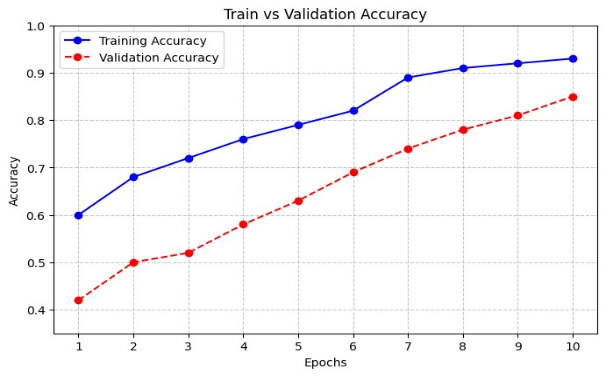 Train vs Validation Accuracy
Training Accuracy
Validation Accuracy
Accuracy
1.0
0.9
0.8
0.7
0.6
0.5
0.4
1 2 3 4 5 6 7 8 9 10
Epochs